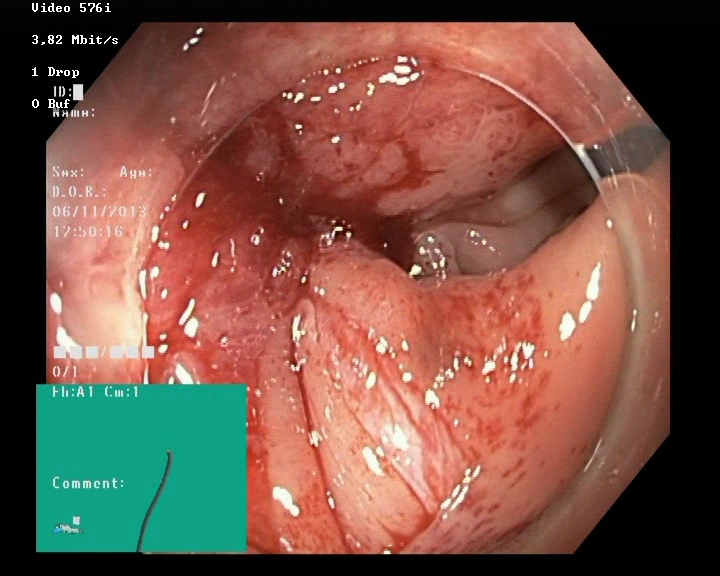 Video 576i
3,82 Mbit/s
1 Drop
ID:
0 Buf
Name:
Sex: Age:
D.O.B.:
06/11/2013
12:50:16
0/1
Eh:A1 Cm:1
Comment: